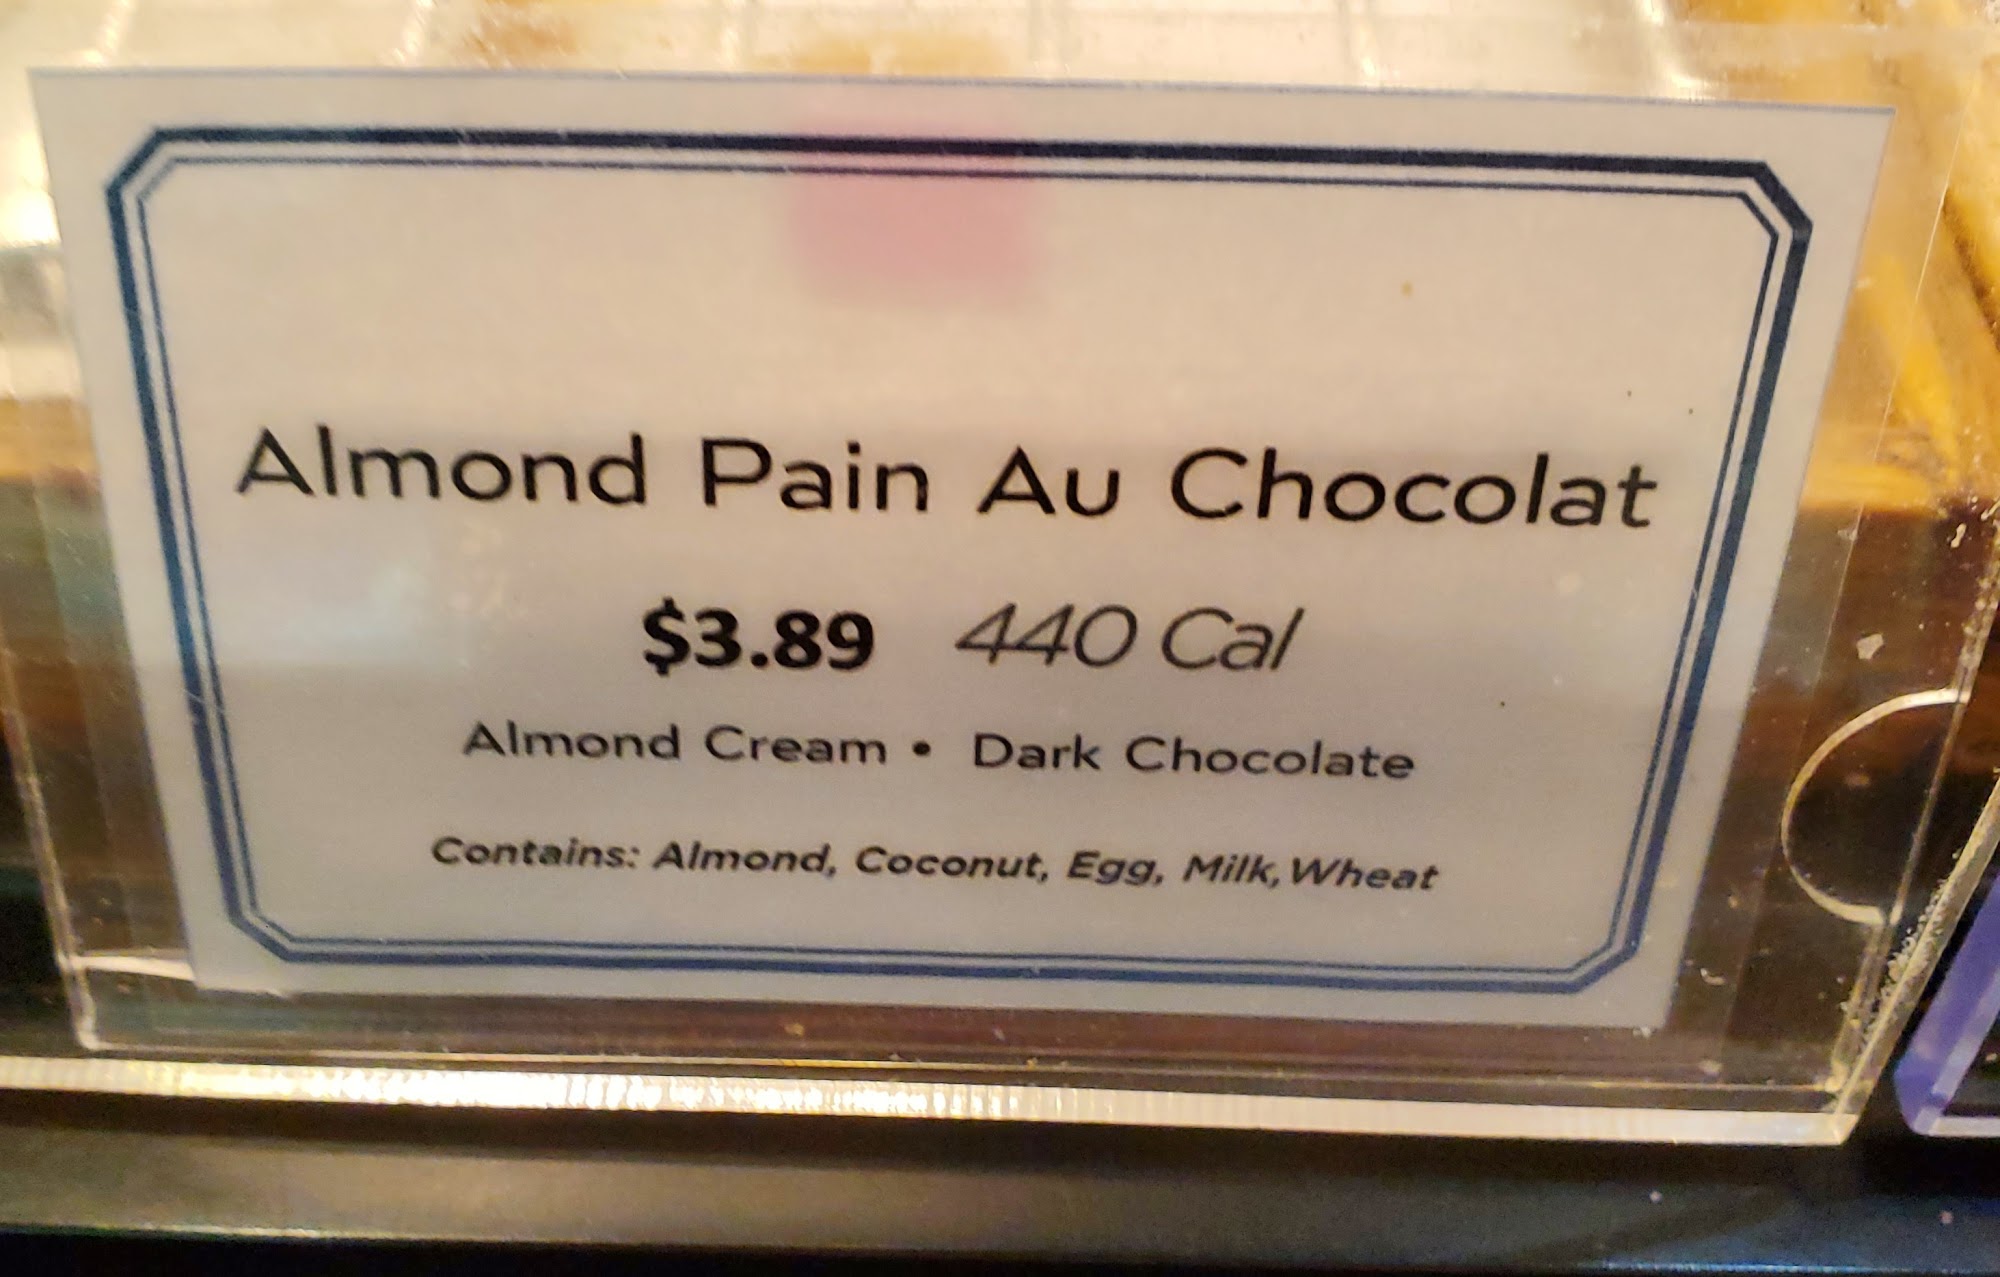 Almond Pain Au Chocolat
$3.89 440 Cal
Almond Cream • Dark Chocolate
Contains: Almond, Coconut, Egg, Milk, Wheat